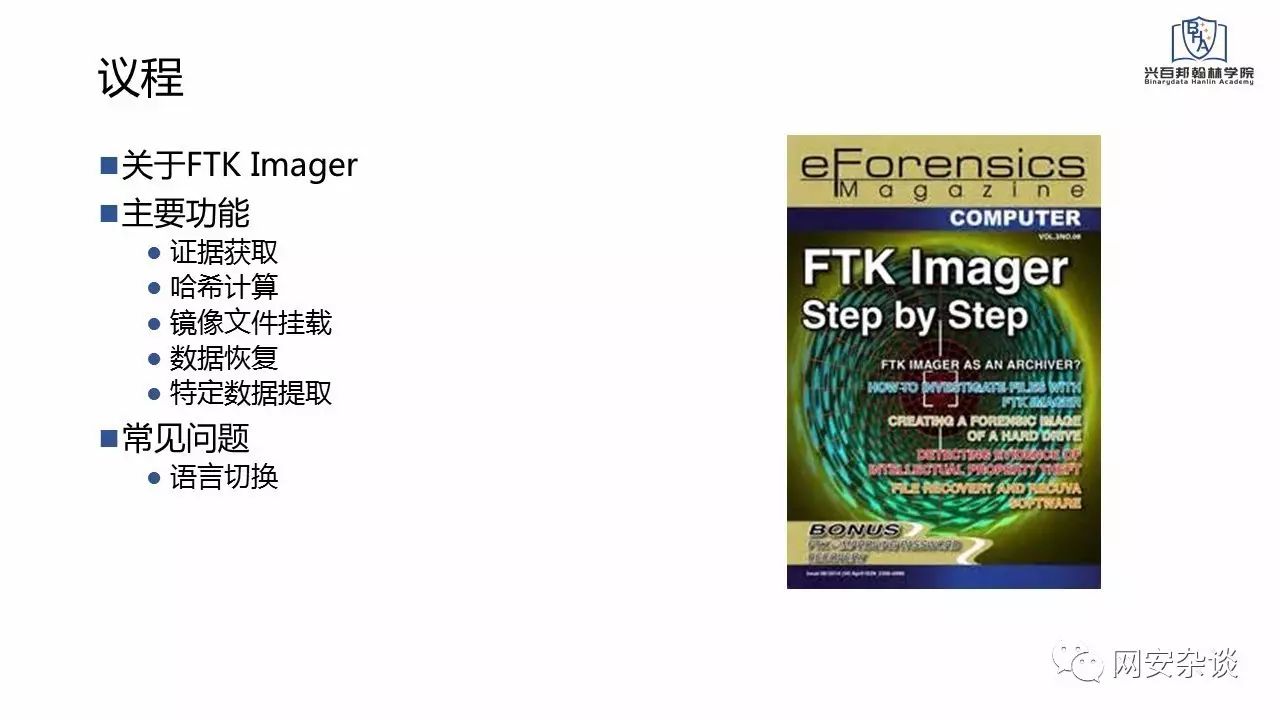 议程
兴百邦翰林学院
Binarydata Hanlin Academy
BHA
■关于FTK Imager
■主要功能
● 证据获取
● 哈希计算
● 镜像文件挂载
● 数据恢复
● 特定数据提取
■常见问题
● 语言切换
eForensics
Magazine
COMPUTER
VOL.3NO.06
FTK Imager
Step by Step
FTK IMAGER AS AN ARCHIVER?
HOW TO INVESTIGATE FILES WITH
FTK IMAGER
CREATING A FORENSIC IMAGE
OF A HARD DRIVE
DETECTING EVIDENCE OF
INTELLECTUAL PROPERTY THEFT
FILE RECOVERY AND RECUVA
SOFTWARE
BONUS
网安杂谈